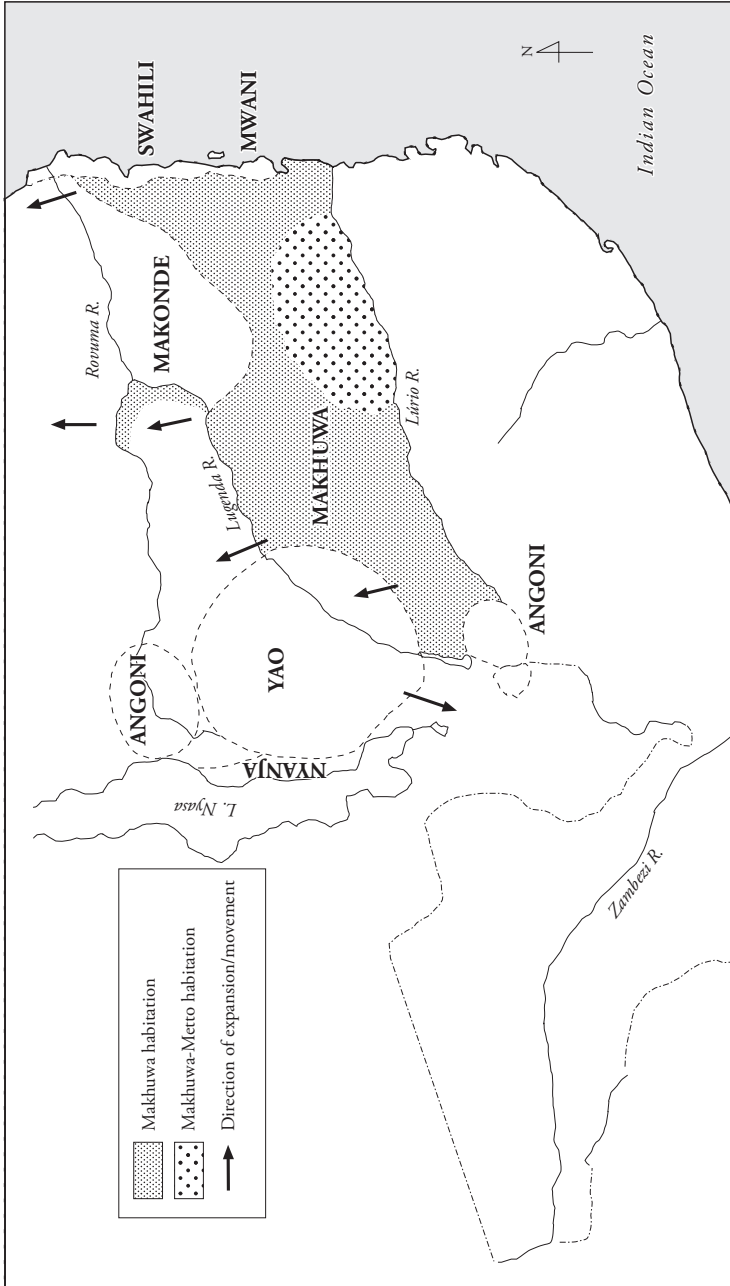 SWAHILI
MWANI
N
Indian Ocean
Rovuma R.
MAKONDE
Lugenda R.
MAKHUWA
Lúrio R.
ANGONI
YAO
ANGONI
NYANJA
L. Nyasa
Zambezi R.
Makhuwa habitation
Makhuwa-Metto habitation
Direction of expansion/movement